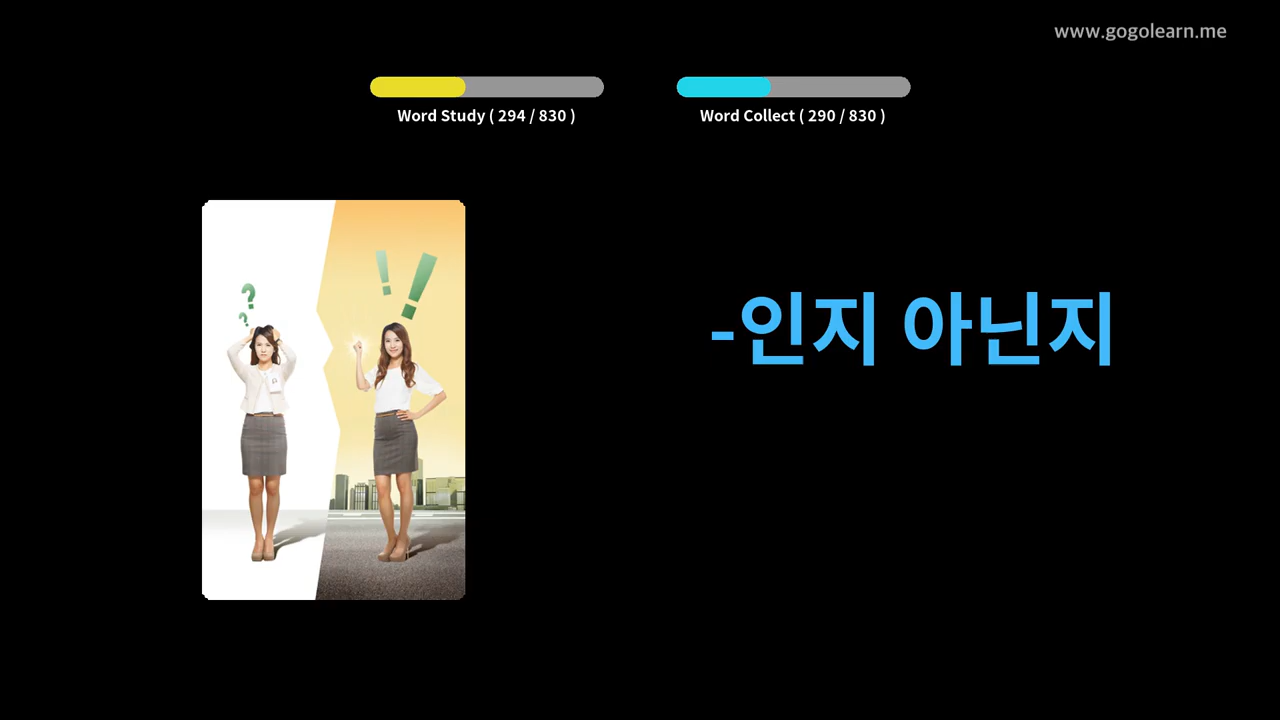 www.gogolearn.me
Word Study ( 294 / 830 )
Word Collect ( 290 / 830 )
? ?
! !
-인지 아닌지